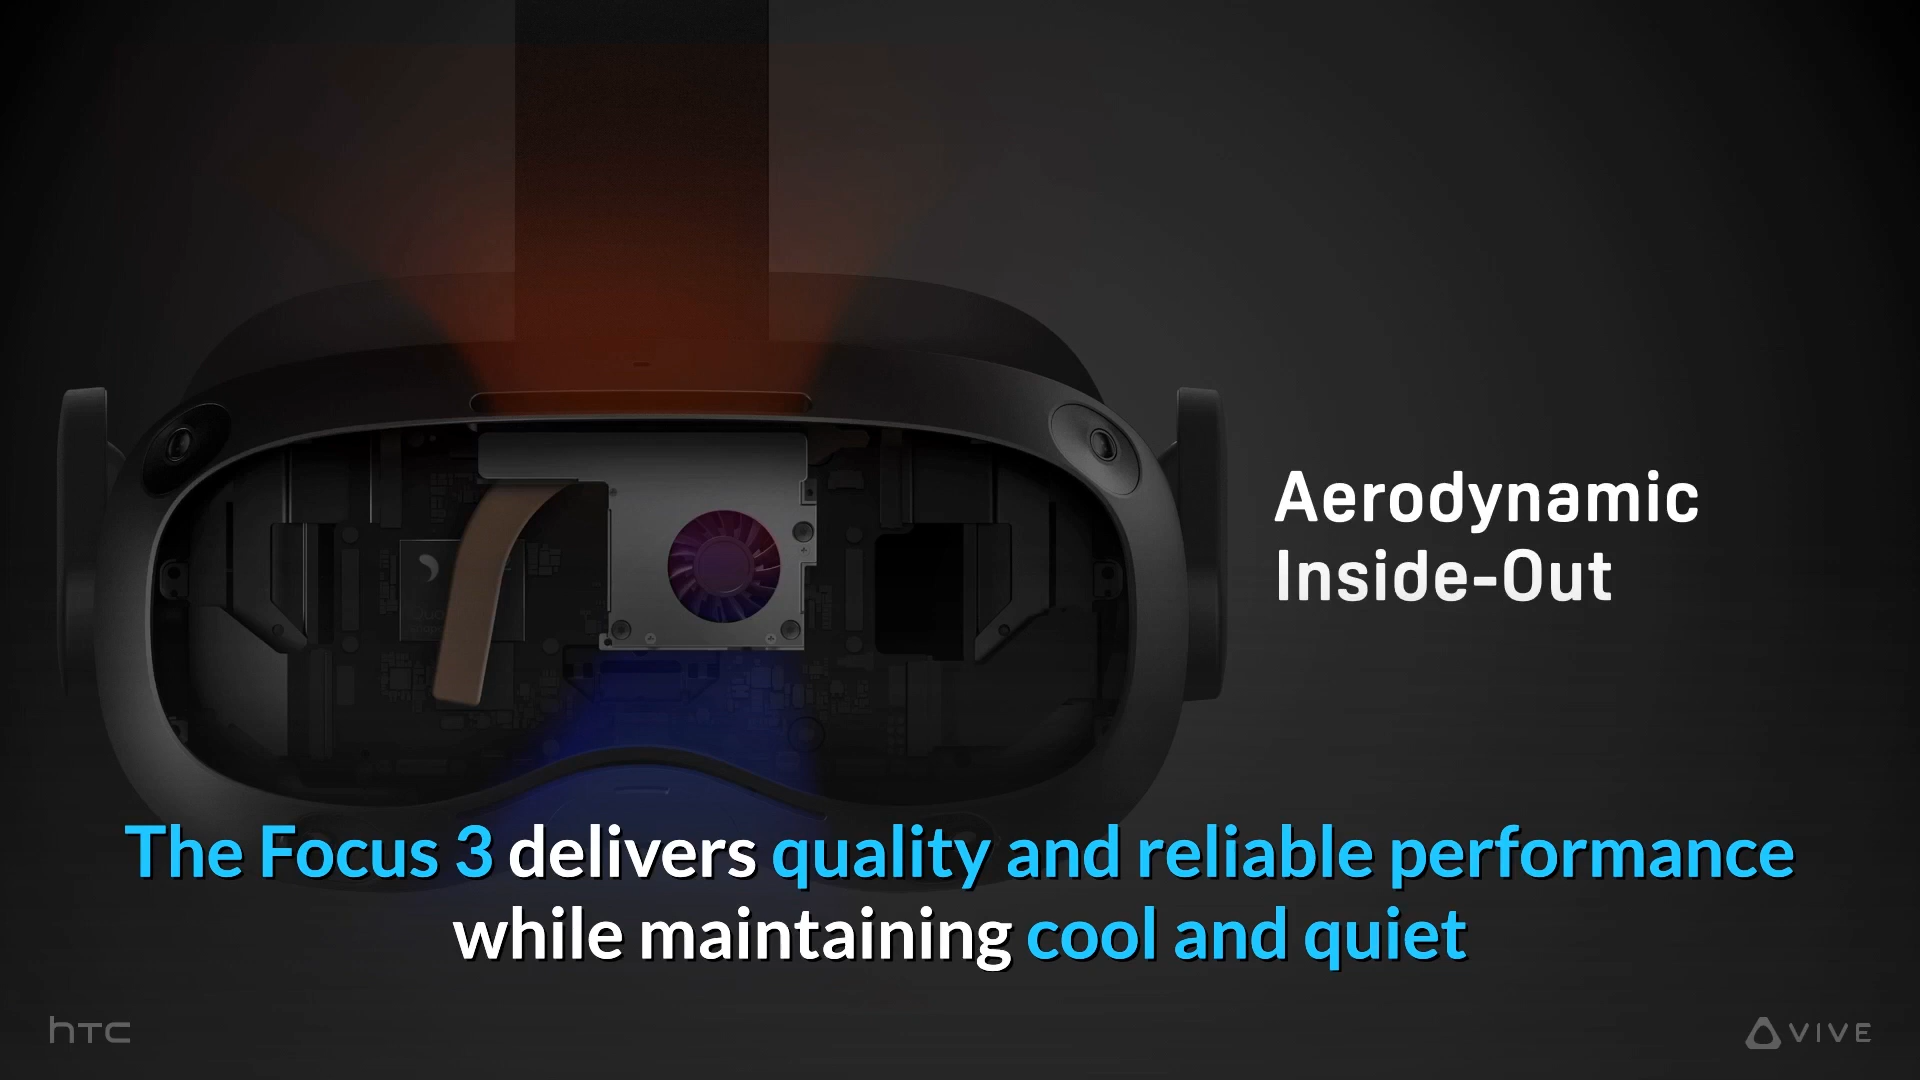 Aerodynamic
Inside-Out
The Focus 3 delivers quality and reliable performance
while maintaining cool and quiet
hTC
VIVE